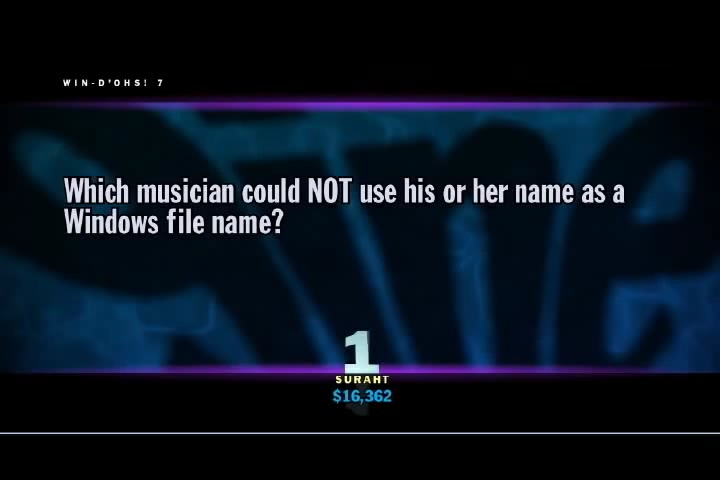 WIN-D'OHS! 7
Which musician could NOT use his or her name as a
Windows file name?
1
SURAHT
$16,362